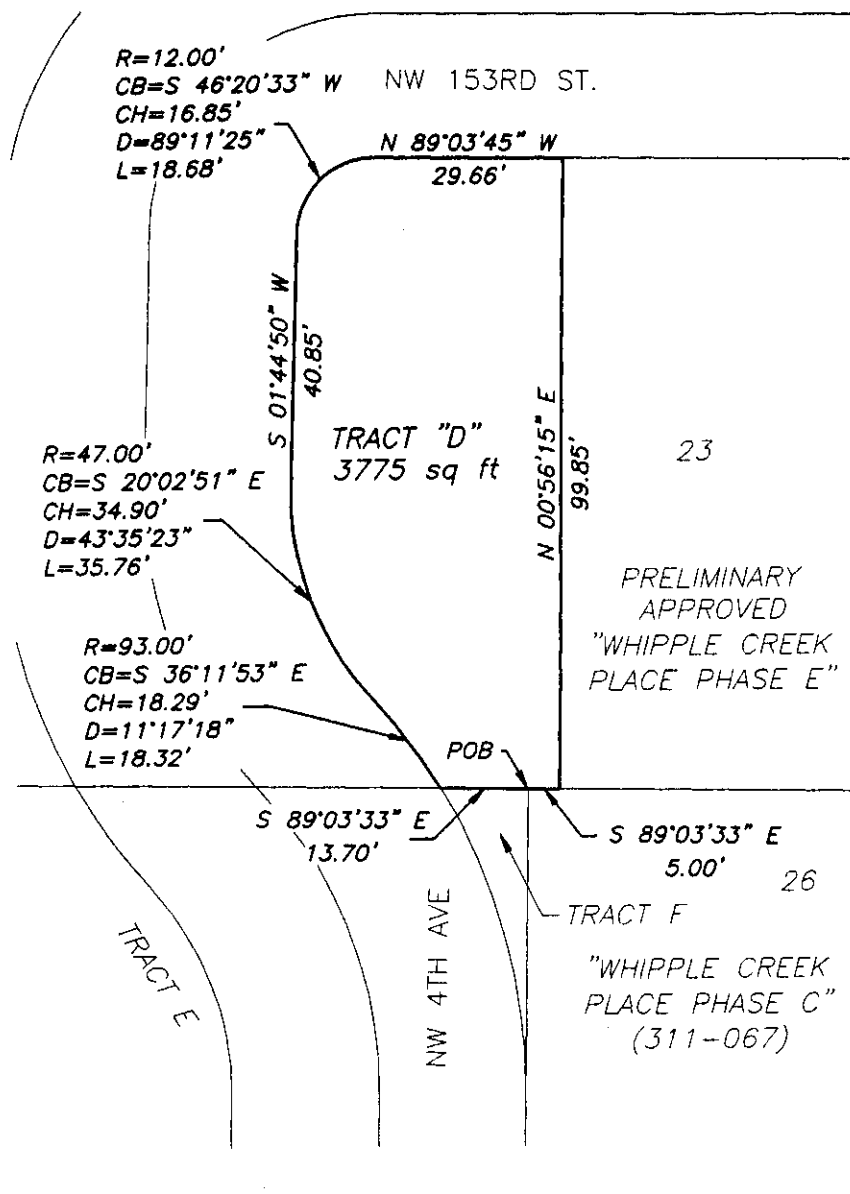 R=12.00'
CB=S 46°20'33" W
CH=16.85'
D=89°11'25"
L=18.68'
NW 153RD ST.
N 89°03'45" W
29.66'
S 01°44'50" W
40.85'
TRACT "D"
3775 sq ft
N 00°56'15" E
99.85'
23
R=47.00'
CB=S 20°02'51" E
CH=34.90'
D=43°35'23"
L=35.76'
PRELIMINARY
APPROVED
"WHIPPLE CREEK
PLACE PHASE E"
R=93.00'
CB=S 36°11'53" E
CH=18.29'
D=11°17'18"
L=18.32'
POB
S 89°03'33" E
13.70'
S 89°03'33" E
5.00'
26
TRACT F
TRACT E
NW 4TH AVE
"WHIPPLE CREEK
PLACE PHASE C"
(311-067)